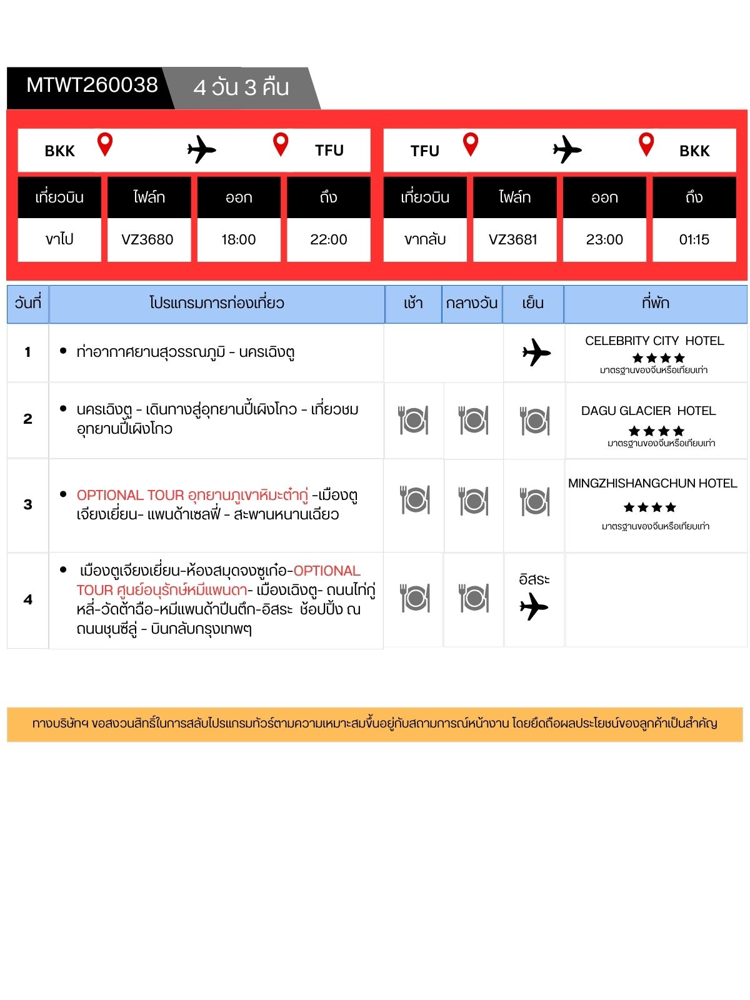 MTWT260038
4 วัน 3 คืน
BKK TFU TFU BKK
เที่ยวบิน ไฟล์ท ออก ถึง เที่ยวบิน ไฟล์ท ออก ถึง
ขาไป VZ3680 18:00 22:00 ขากลับ VZ3681 23:00 01:15
วันที่ โปรแกรมการท่องเที่ยว เช้า กลางวัน เย็น ที่พัก
1
• ท่าอากาศยานสุวรรณภูมิ - นครเฉิงตู
CELEBRITY CITY HOTEL
★★★★
มาตรฐานของจีนหรือเทียบเท่า
2
• นครเฉิงตู - เดินทางสู่อุทยานปี้เผิงโกว - เที่ยวชม
อุทยานปี้เผิงโกว
DAGU GLACIER HOTEL
★★★★
มาตรฐานของจีนหรือเทียบเท่า
3
• OPTIONAL TOUR อุทยานภูเขาหิมะต๋ากู่ -เมืองตู
เจียงเยี่ยน- แพนด้าเซลฟี่ - สะพานหนานเฉียว
MINGZHISHANGCHUN HOTEL
★★★★
มาตรฐานของจีนหรือเทียบเท่า
4
• เมืองตูเจียงเยี่ยน-ห้องสมุดจงซูเก๋อ-OPTIONAL
TOUR ศูนย์อนุรักษ์หมีแพนดา- เมืองเฉิงตู- ถนนไท่กู่
หลี่-วัดต้าฉือ-หมีแพนด้าปีนตึก-อิสระ ช้อปปิ้ง ณ
ถนนชุนซีลู่ - บินกลับกรุงเทพๆ
อิสระ
ทางบริษัทฯ ขอสงวนสิทธิ์ในการสลับโปรแกรมทัวร์ตามความเหมาะสมขึ้นอยู่กับสถามการณ์หน้างาน โดยยึดถือผลประโยชน์ของลูกค้าเป็นสำคัญ